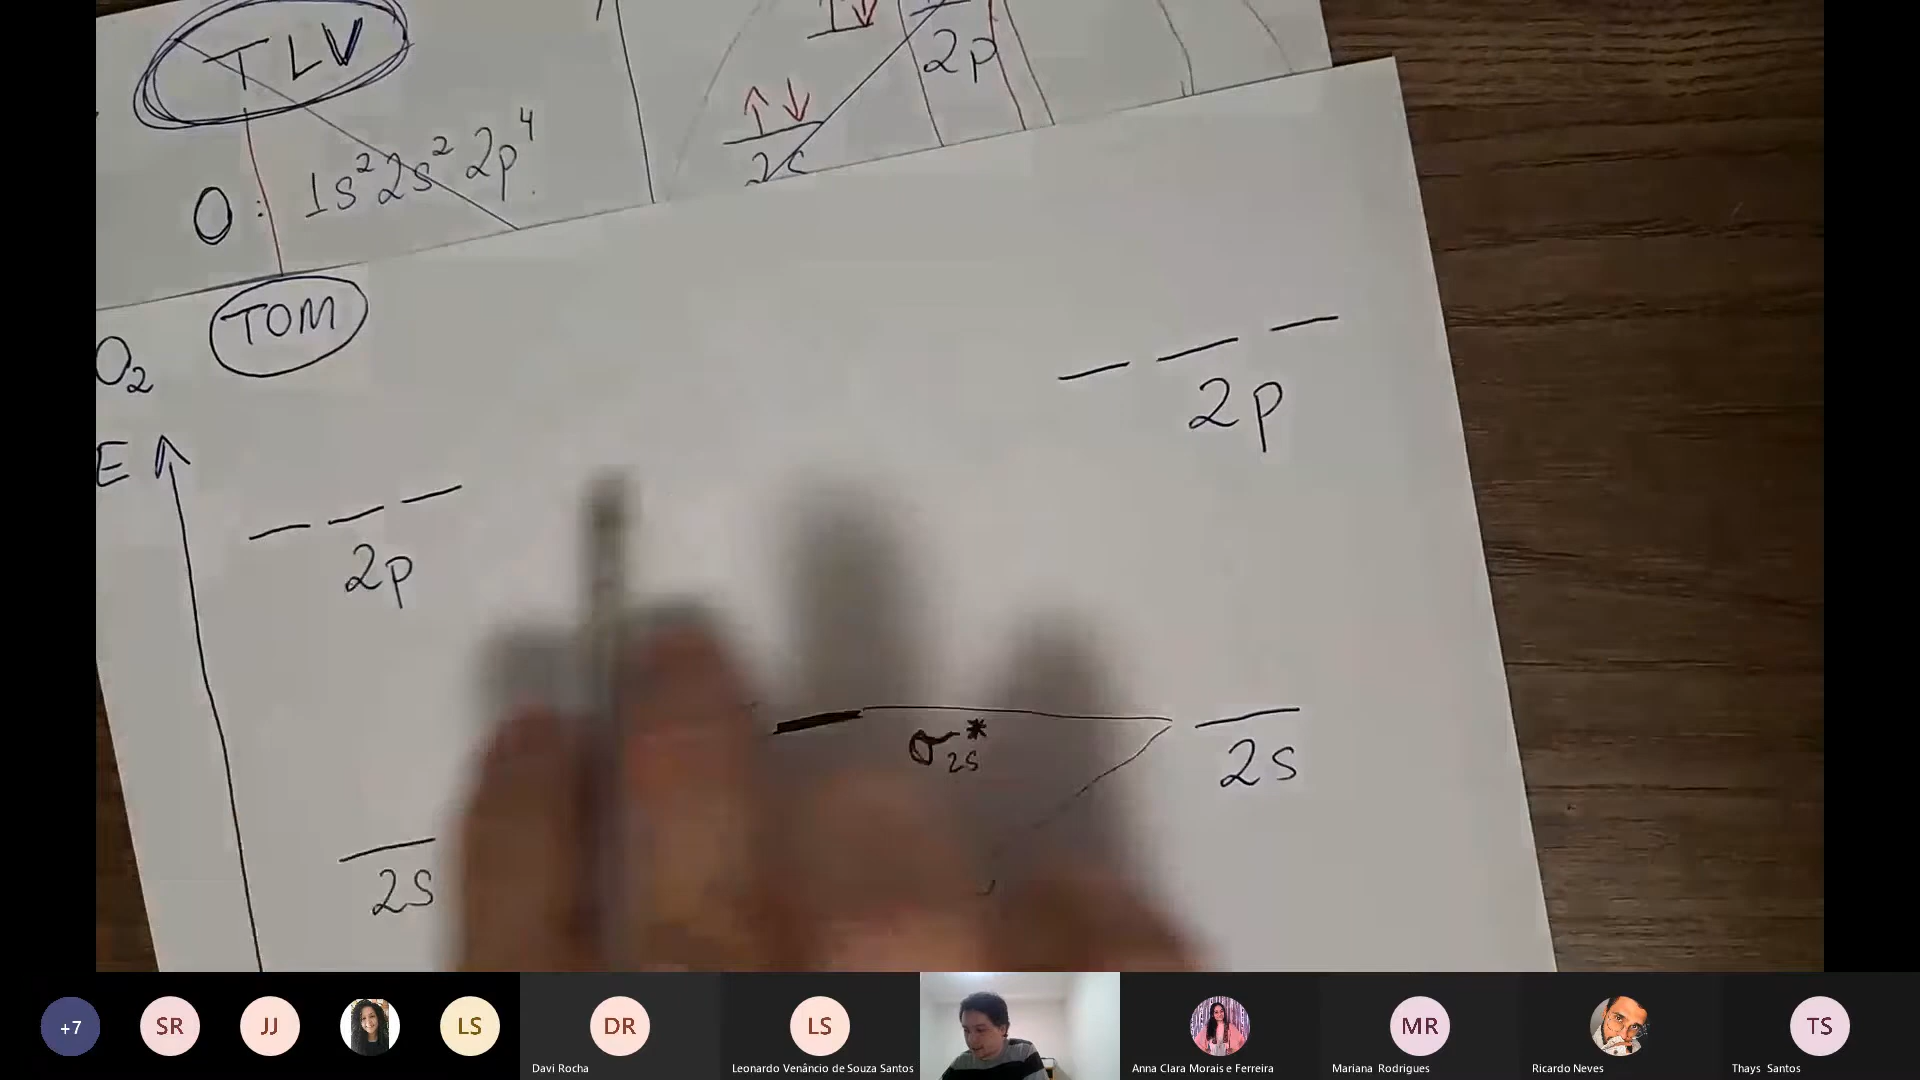 TLV
O: 1s² 2s² 2p⁴
↑↓
2p
↑↓
2s
TOM
O₂
E
2p
2p
σ*₂s
2s
2s
+7
SR
JJ
LS
DR
LS
MR
TS
Davi Rocha
Leonardo Venâncio de Souza Santos
Anna Clara Morais e Ferreira
Mariana Rodrigues
Ricardo Neves
Thays Santos